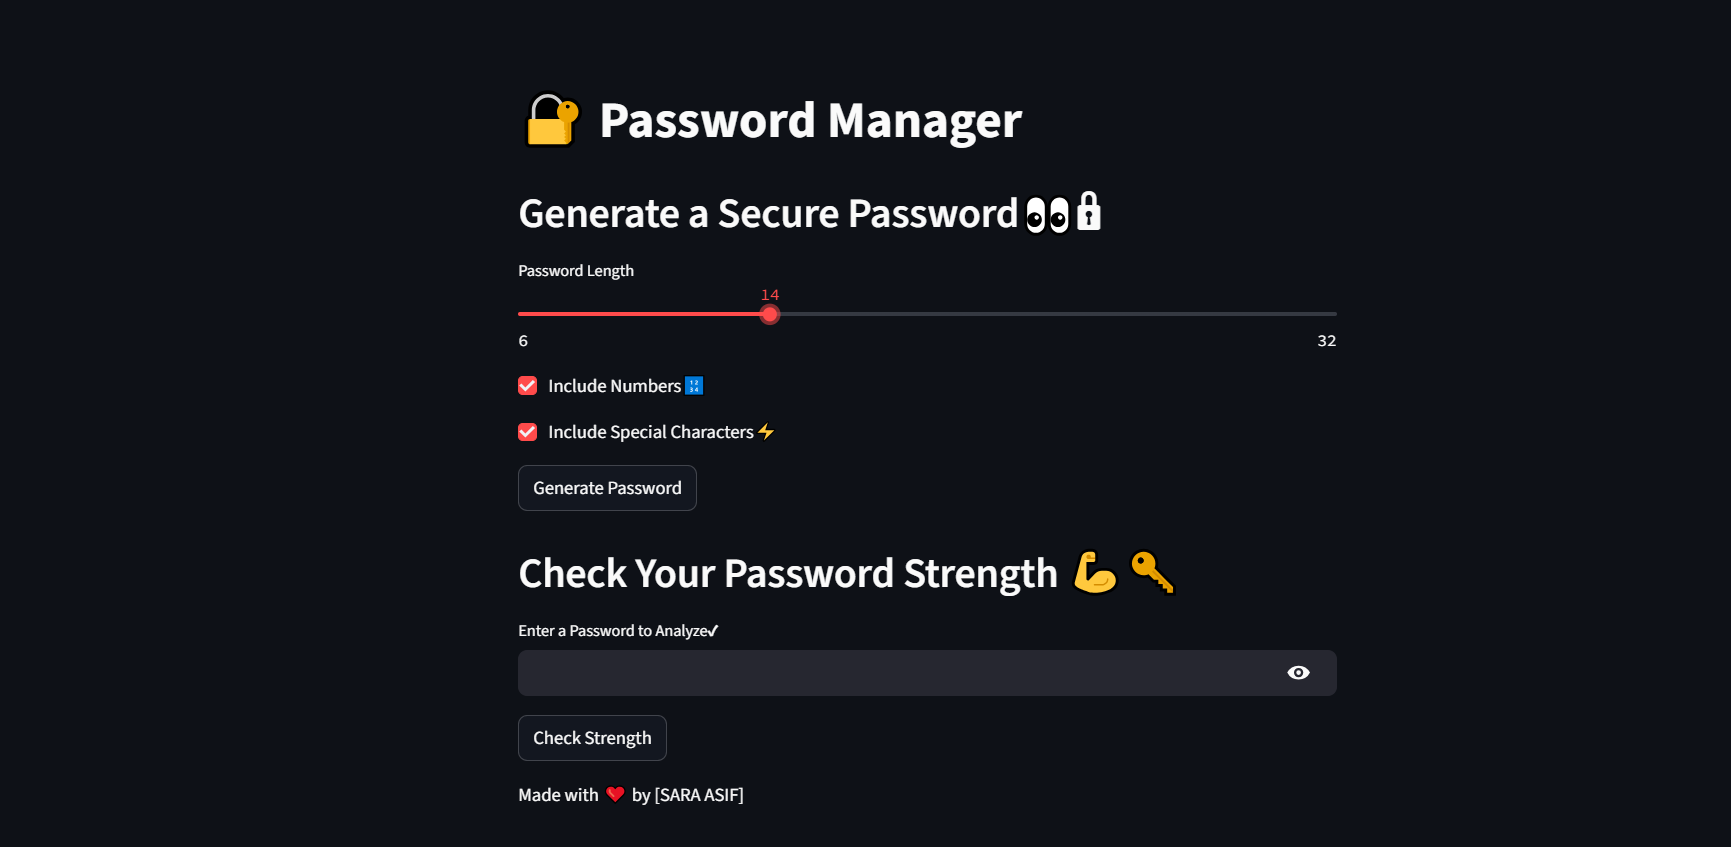 🔐 Password Manager
Generate a Secure Password👀🔒
Password Length
14
6 32
Include Numbers🔢
Include Special Characters⚡
Generate Password
Check Your Password Strength 💪 🔑
Enter a Password to Analyze✔
Check Strength
Made with ❤️ by [SARA ASIF]